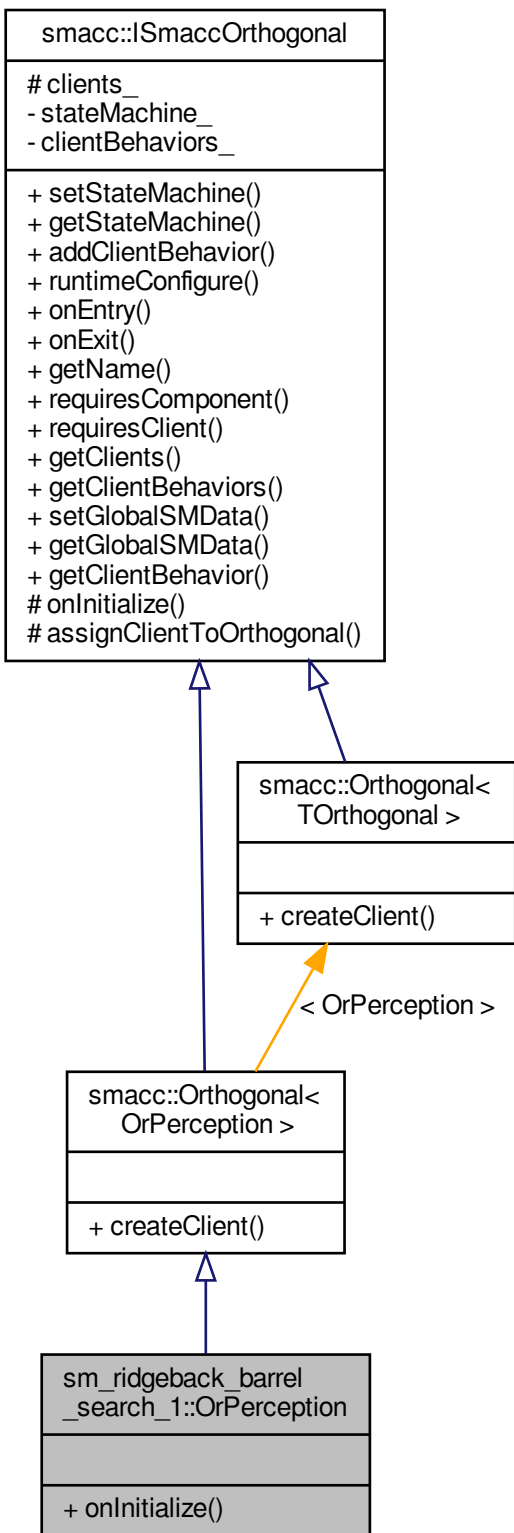 smacc::ISmaccOrthogonal
# clients_
- stateMachine_
- clientBehaviors_
+ setStateMachine()
+ getStateMachine()
+ addClientBehavior()
+ runtimeConfigure()
+ onEntry()
+ onExit()
+ getName()
+ requiresComponent()
+ requiresClient()
+ getClients()
+ getClientBehaviors()
+ setGlobalSMData()
+ getGlobalSMData()
+ getClientBehavior()
# onInitialize()
# assignClientToOrthogonal()
smacc::Orthogonal<
TOrthogonal >
+ createClient()
< OrPerception >
smacc::Orthogonal<
OrPerception >
+ createClient()
sm_ridgeback_barrel
_search_1::OrPerception
+ onInitialize()